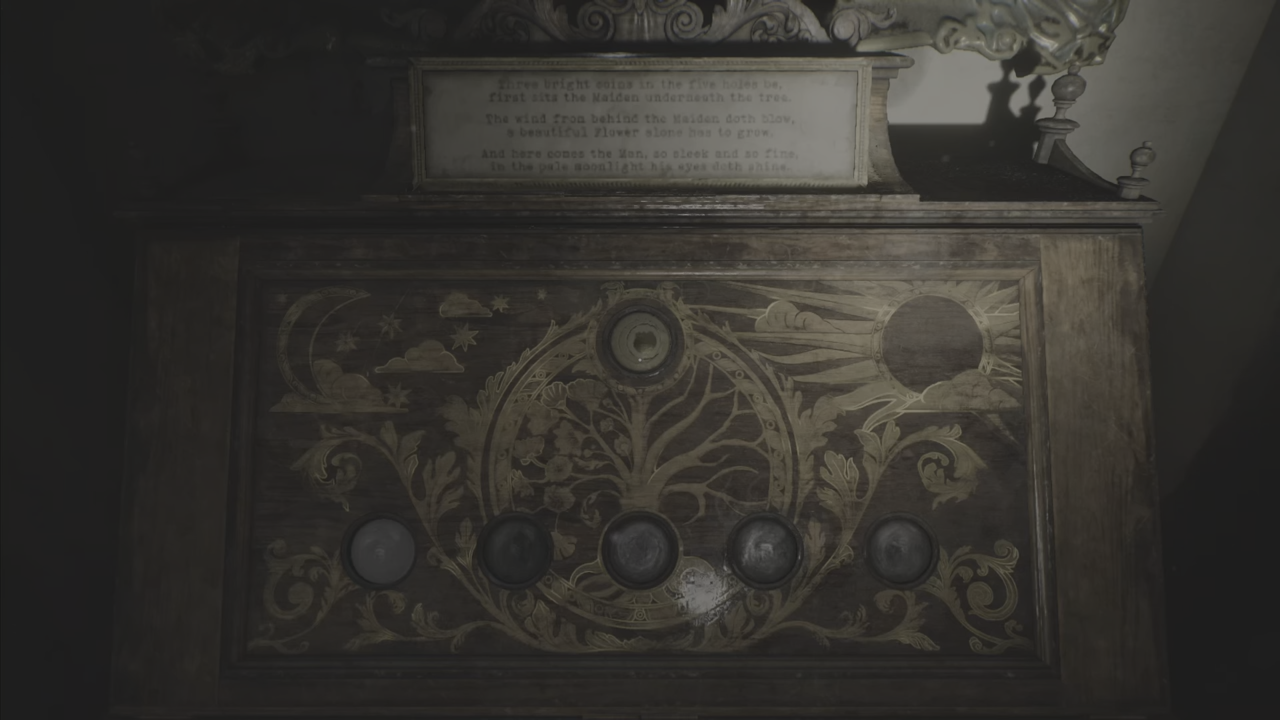 Three bright coins in the five holes be,
first sits the Maiden underneath the tree.
The wind from behind the Maiden doth blow,
a beautiful Flower alone has to grow.
And here comes the Man, so sleek and so fine,
in the pale moonlight his eyes doth shine.